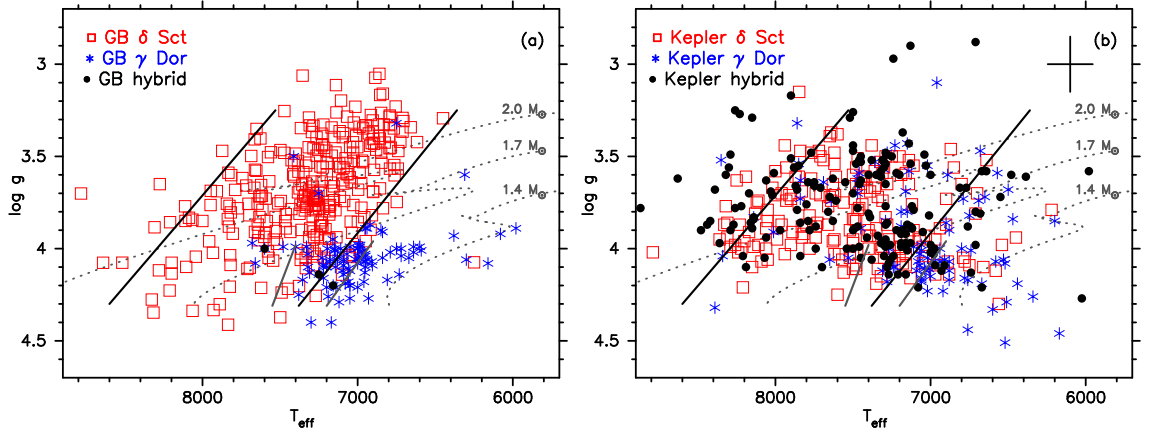 GB δ Sct
GB γ Dor
GB hybrid
(a)
2.0 M⊙
1.7 M⊙
1.4 M⊙
3
3.5
4.0
4.5
log g
8000
7000
6000
Teff
Kepler δ Sct
Kepler γ Dor
Kepler hybrid
(b)
2.0 M⊙
1.7 M⊙
1.4 M⊙
3
3.5
4.0
4.5
log g
8000
7000
6000
Teff